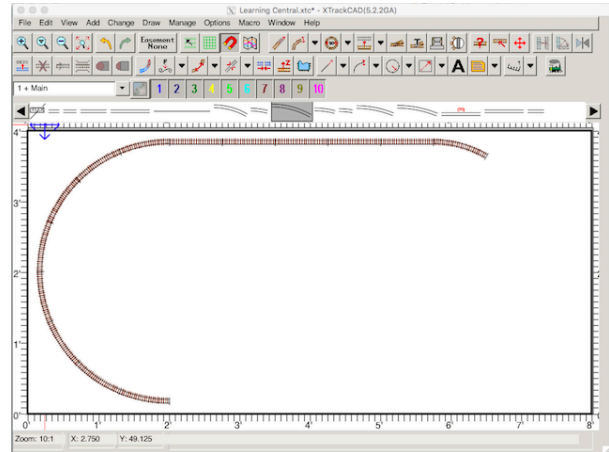 Learning Central.xtc* - XTrackCAD(5.2.2GA)
File Edit View Add Change Draw Manage Options Macro Window Help
Easement
None
A
1 + Main
1 2 3 4 5 6 7 8 9 10
4'
3'
2'
1'
0'
0' 1' 2' 3' 4' 5' 6' 7' 8'
Zoom: 10:1 X: 2.750 Y: 49.125